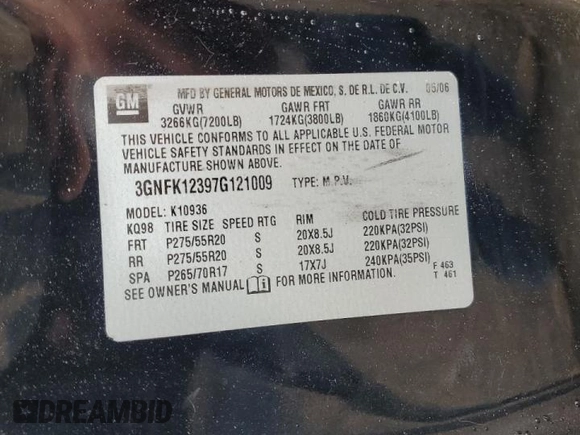 GM
MFD BY GENERAL MOTORS DE MEXICO, S. DE R.L. DE C.V. 05/06
GVWR GAWR FRT GAWR RR
3266KG(7200LB) 1724KG(3800LB) 1860KG(4100LB)
THIS VEHICLE CONFORMS TO ALL APPLICABLE U.S. FEDERAL MOTOR
VEHICLE SAFETY STANDARDS IN EFFECT ON THE DATE OF
MANUFACTURE SHOWN ABOVE.
3GNFK12397G121009 TYPE: M.P.V.
MODEL: K10936
KQ98 TIRE SIZE SPEED RTG RIM COLD TIRE PRESSURE
FRT P275/55R20 S 20X8.5J 220KPA(32PSI)
RR P275/55R20 S 20X8.5J 220KPA(32PSI)
SPA P265/70R17 S 17X7J 240KPA(35PSI)
SEE OWNER'S MANUAL FOR MORE INFORMATION.
F 463
T 461
DREAMBID